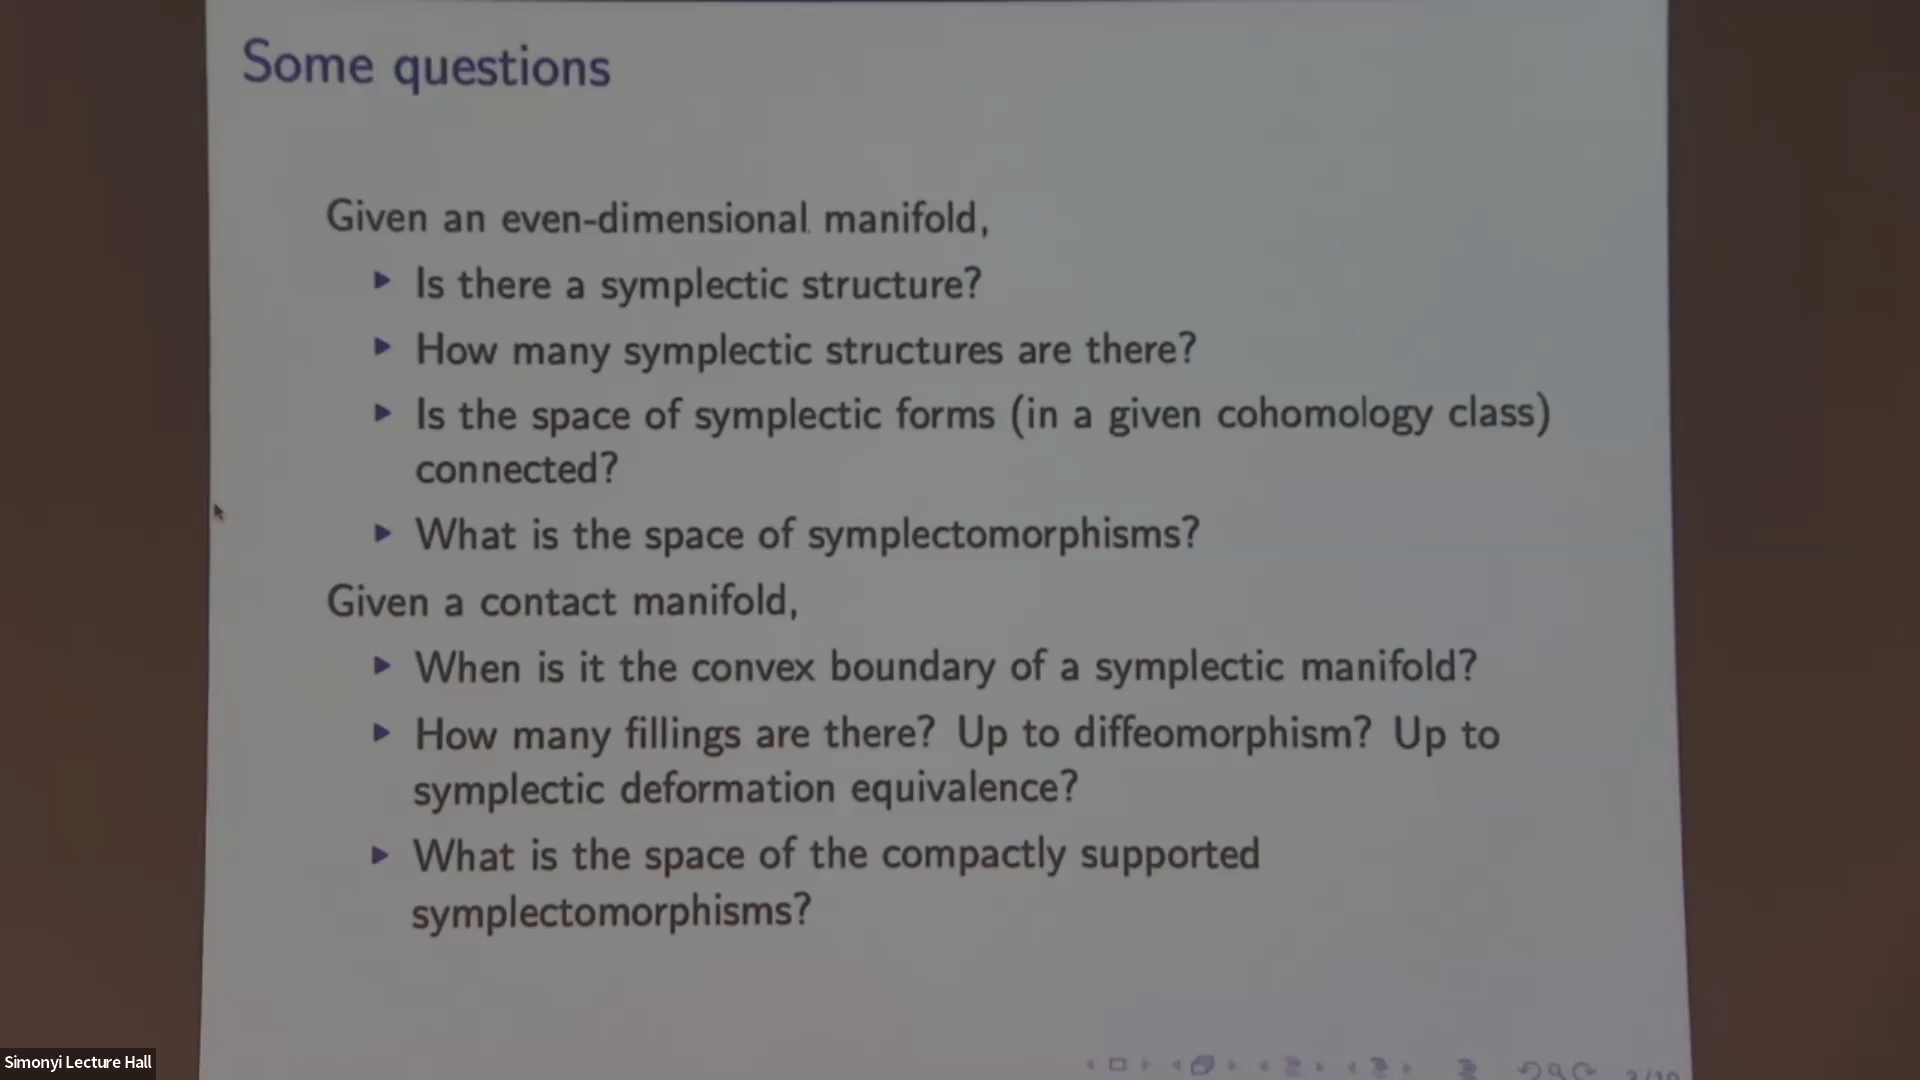 Some questions
Given an even-dimensional manifold,
Is there a symplectic structure?
How many symplectic structures are there?
Is the space of symplectic forms (in a given cohomology class)
connected?
What is the space of symplectomorphisms?
Given a contact manifold,
When is it the convex boundary of a symplectic manifold?
How many fillings are there? Up to diffeomorphism? Up to
symplectic deformation equivalence?
What is the space of the compactly supported
symplectomorphisms?
Simonyi Lecture Hall